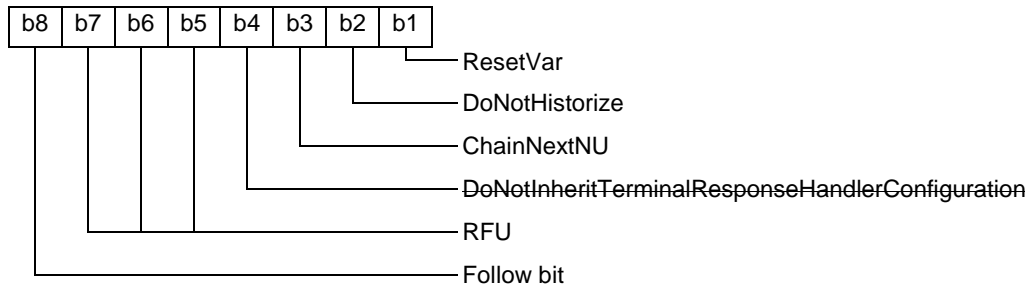 b8 b7 b6 b5 b4 b3 b2 b1
ResetVar
DoNotHistorize
ChainNextNU
DoNotInheritTerminalResponseHandlerConfiguration
RFU
Follow bit